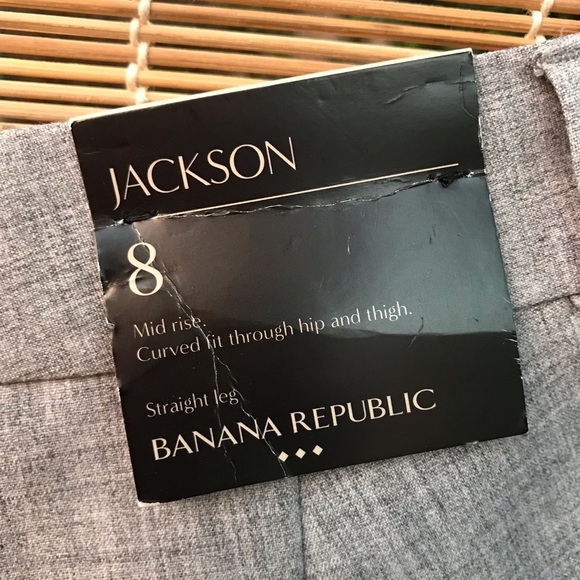 JACKSON
8
Mid rise.
Curved fit through hip and thigh.
Straight leg
BANANA REPUBLIC